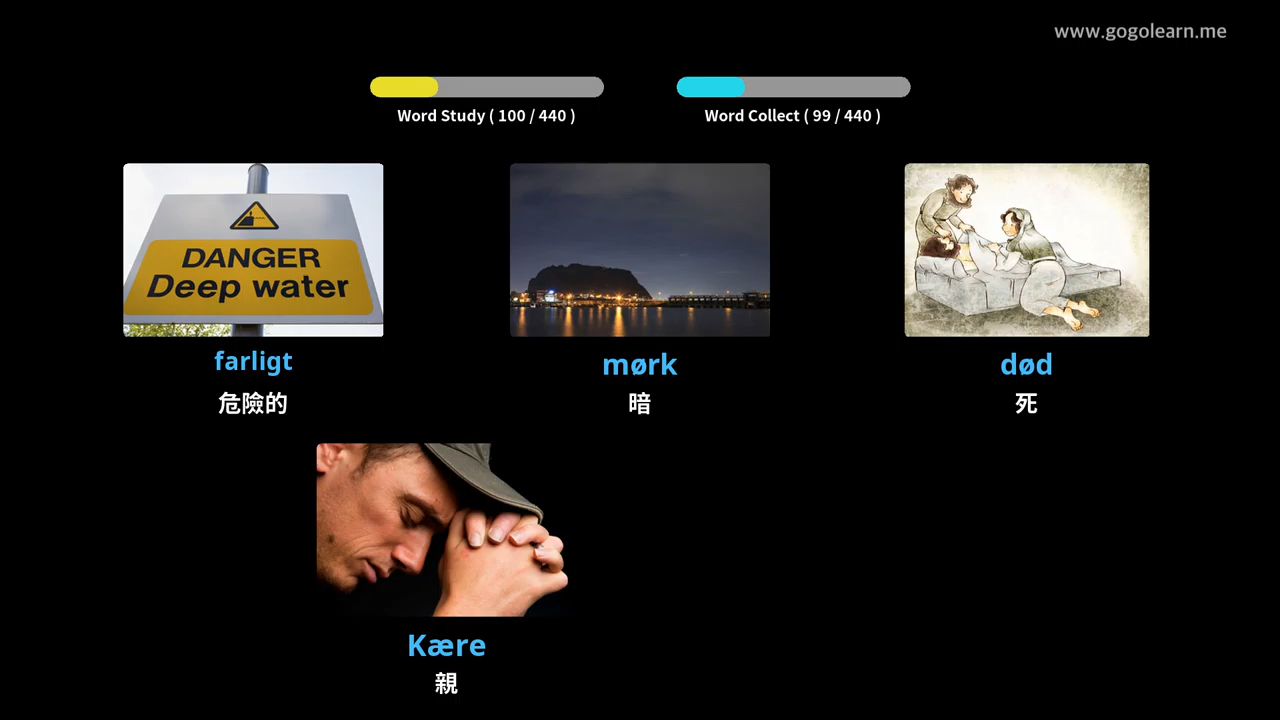 www.gogolearn.me
Word Study ( 100 / 440 )
Word Collect ( 99 / 440 )
DANGER
Deep water
farligt
危險的
mørk
暗
død
死
Kære
親